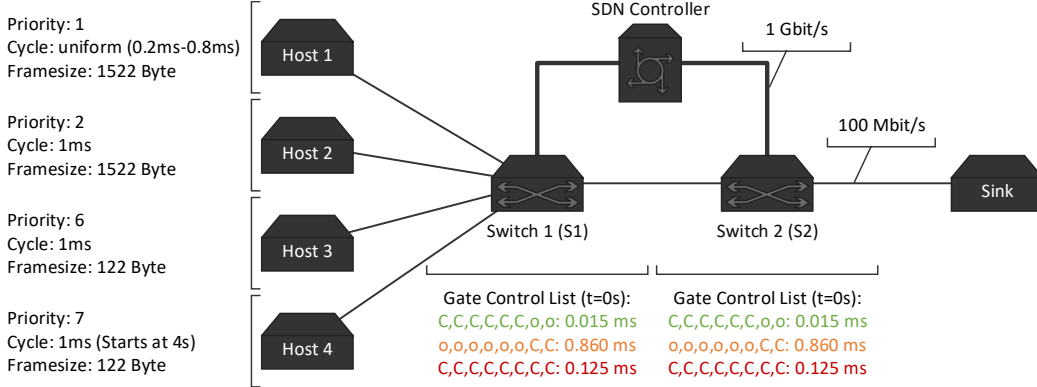 Priority: 1
Cycle: uniform (0.2ms-0.8ms)
Framesize: 1522 Byte
Host 1
Priority: 2
Cycle: 1ms
Framesize: 1522 Byte
Host 2
Priority: 6
Cycle: 1ms
Framesize: 122 Byte
Host 3
Priority: 7
Cycle: 1ms (Starts at 4s)
Framesize: 122 Byte
Host 4
SDN Controller
1 Gbit/s
100 Mbit/s
Switch 1 (S1)
Switch 2 (S2)
Sink
Gate Control List (t=0s):
C,C,C,C,C,C,o,o: 0.015 ms
o,o,o,o,o,o,C,C: 0.860 ms
C,C,C,C,C,C,C,C: 0.125 ms
Gate Control List (t=0s):
C,C,C,C,C,C,o,o: 0.015 ms
o,o,o,o,o,o,C,C: 0.860 ms
C,C,C,C,C,C,C,C: 0.125 ms